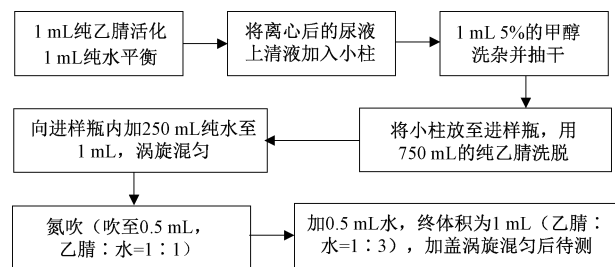 1 mL纯乙腈活化
1 mL纯水平衡
将离心后的尿液
上清液加入小柱
1 mL 5%的甲醇
洗杂并抽干
将小柱放至进样瓶，用
750 mL的纯乙腈洗脱
向进样瓶内加250 mL纯水至
1 mL，涡旋混匀
氮吹（吹至0.5 mL，
乙腈：水=1：1）
加0.5 mL水，终体积为1 mL（乙腈：
水=1：3），加盖涡旋混匀后待测